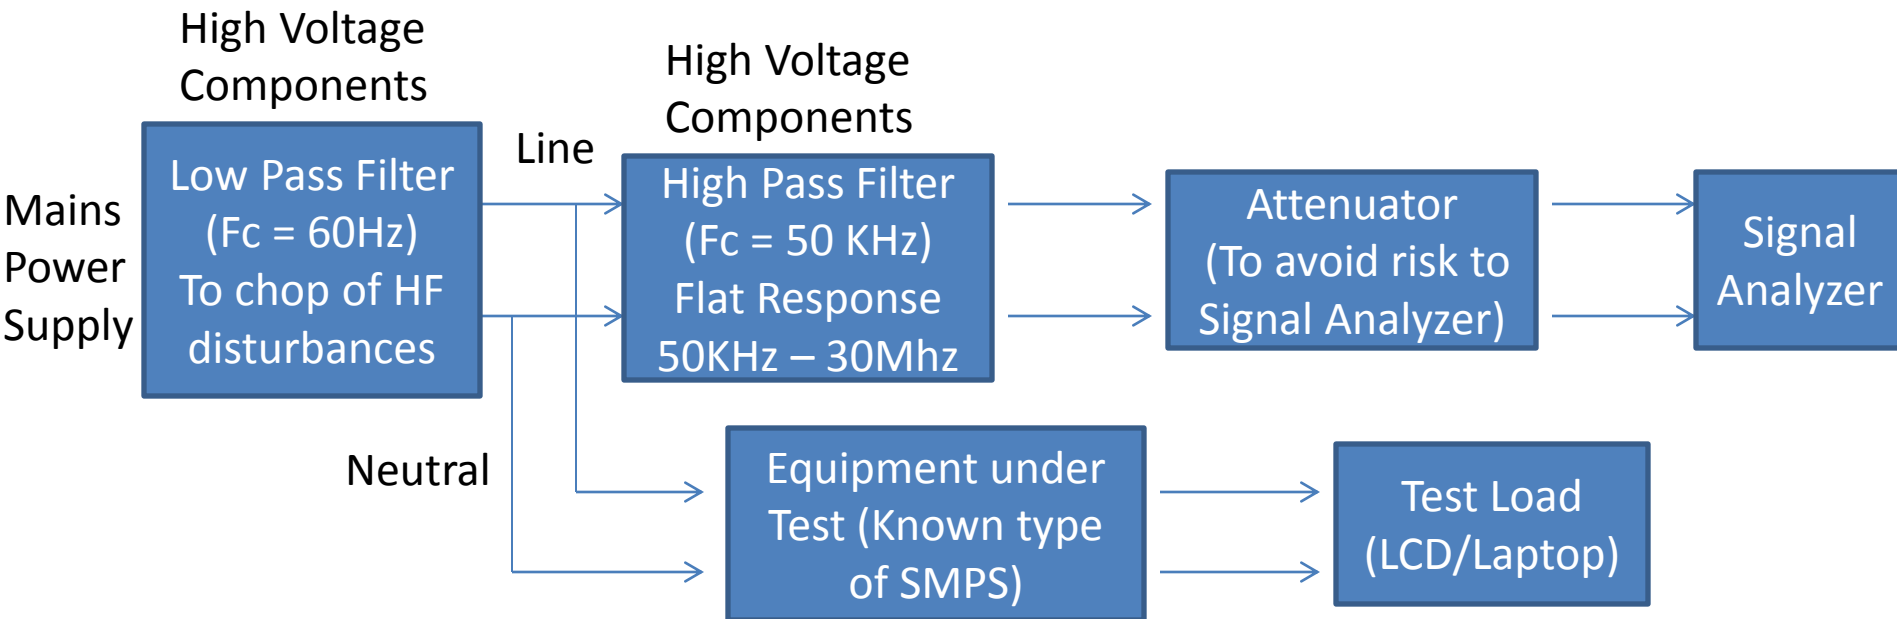 High Voltage
Components
High Voltage
Components
Line
Mains
Power
Supply
Low Pass Filter
(Fc = 60Hz)
To chop of HF
disturbances
High Pass Filter
(Fc = 50 KHz)
Flat Response
50KHz – 30Mhz
Attenuator
(To avoid risk to
Signal Analyzer)
Signal
Analyzer
Neutral
Equipment under
Test (Known type
of SMPS)
Test Load
(LCD/Laptop)